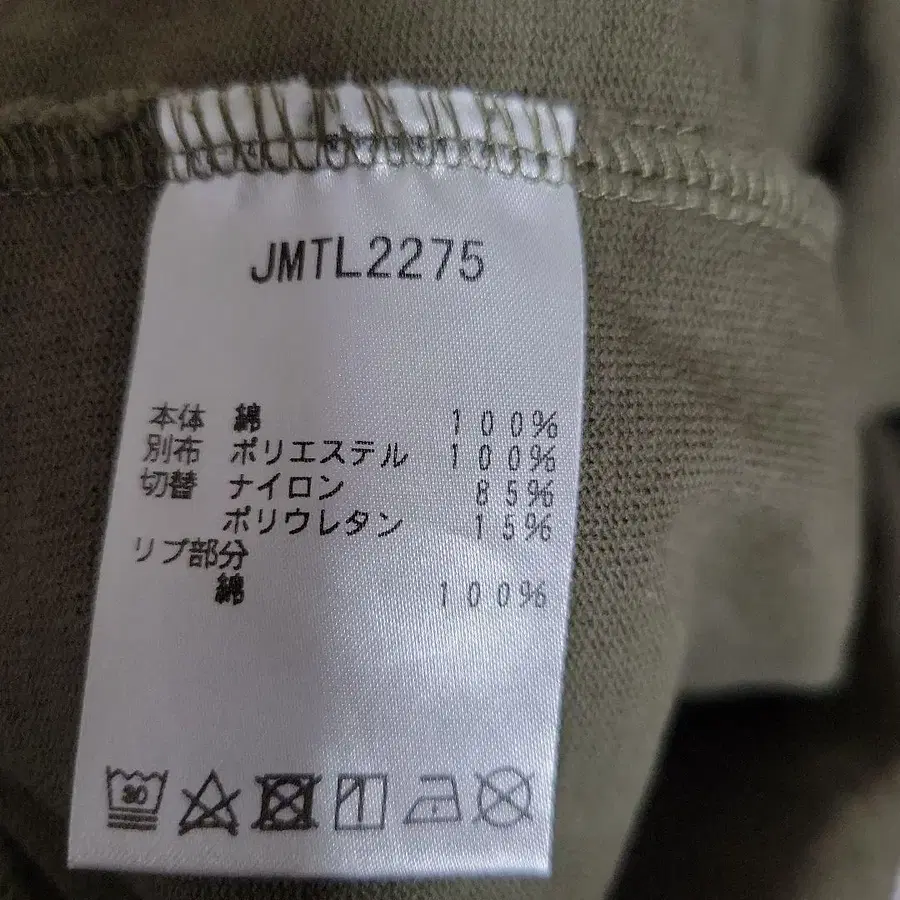 JMTL2275
本体 綿 100%
別布 ポリエステル 100%
切替 ナイロン 85%
ポリウレタン 15%
リブ部分
綿 100%
30